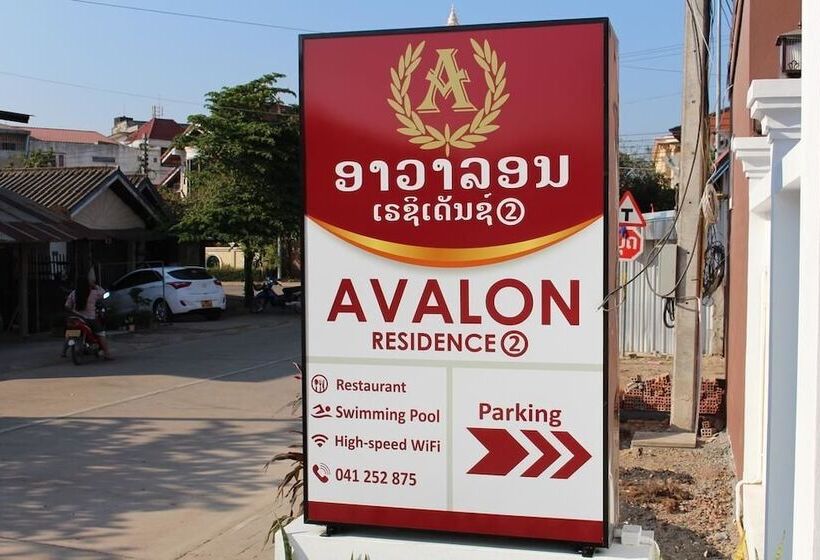 A
ອາວາລອນ
ເຣຊິເດັນຊ໌②
AVALON
RESIDENCE②
Restaurant
Swimming Pool
High-speed WiFi
041 252 875
Parking